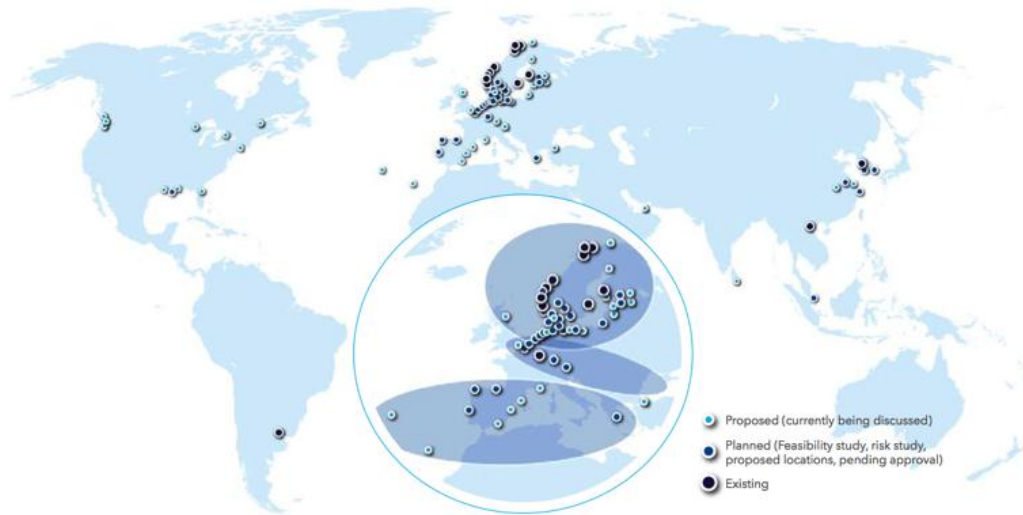 Proposed (currently being discussed)
Planned (Feasibility study, risk study,
proposed locations, pending approval)
Existing